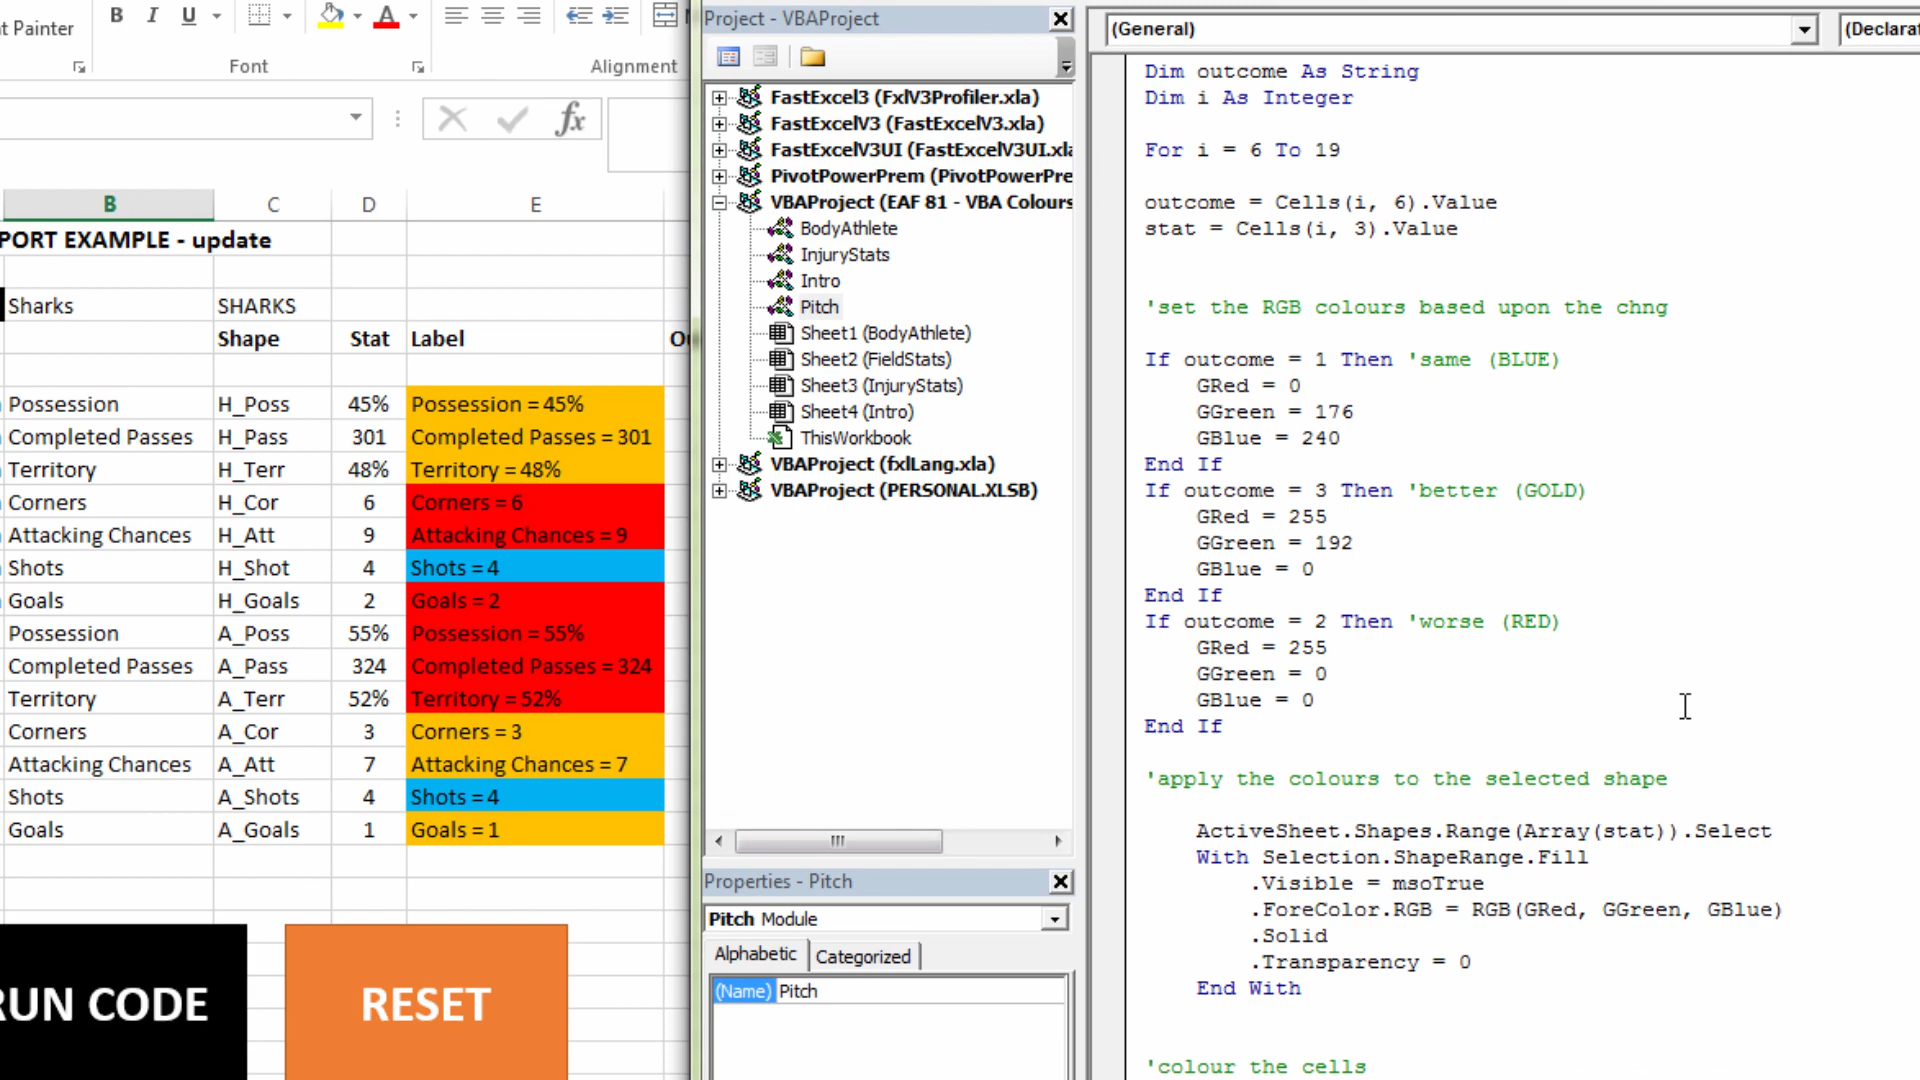 t Painter
B I U
A
Font
Alignment
fx
B C D E
PORT EXAMPLE - update
Sharks SHARKS
Shape Stat Label
Possession H_Poss 45% Possession = 45%
Completed Passes H_Pass 301 Completed Passes = 301
Territory H_Terr 48% Territory = 48%
Corners H_Cor 6 Corners = 6
Attacking Chances H_Att 9 Attacking Chances = 9
Shots H_Shot 4 Shots = 4
Goals H_Goals 2 Goals = 2
Possession A_Poss 55% Possession = 55%
Completed Passes A_Pass 324 Completed Passes = 324
Territory A_Terr 52% Territory = 52%
Corners A_Cor 3 Corners = 3
Attacking Chances A_Att 7 Attacking Chances = 7
Shots A_Shots 4 Shots = 4
Goals A_Goals 1 Goals = 1
RUN CODE
RESET
Project - VBAProject
FastExcel3 (FxlV3Profiler.xla)
FastExcelV3 (FastExcelV3.xla)
FastExcelV3UI (FastExcelV3UI.xla
PivotPowerPrem (PivotPowerPre
VBAProject (EAF 81 - VBA Colours
BodyAthlete
InjuryStats
Intro
Pitch
Sheet1 (BodyAthlete)
Sheet2 (FieldStats)
Sheet3 (InjuryStats)
Sheet4 (Intro)
ThisWorkbook
VBAProject (fxlLang.xla)
VBAProject (PERSONAL.XLSB)
Properties - Pitch
Pitch Module
Alphabetic Categorized
(Name) Pitch
(General)
(Declarat
Dim outcome As String
Dim i As Integer
For i = 6 To 19
outcome = Cells(i, 6).Value
stat = Cells(i, 3).Value
'set the RGB colours based upon the chng
If outcome = 1 Then 'same (BLUE)
GRed = 0
GGreen = 176
GBlue = 240
End If
If outcome = 3 Then 'better (GOLD)
GRed = 255
GGreen = 192
GBlue = 0
End If
If outcome = 2 Then 'worse (RED)
GRed = 255
GGreen = 0
GBlue = 0
End If
'apply the colours to the selected shape
ActiveSheet.Shapes.Range(Array(stat)).Select
With Selection.ShapeRange.Fill
.Visible = msoTrue
.ForeColor.RGB = RGB(GRed, GGreen, GBlue)
.Solid
.Transparency = 0
End With
'colour the cells